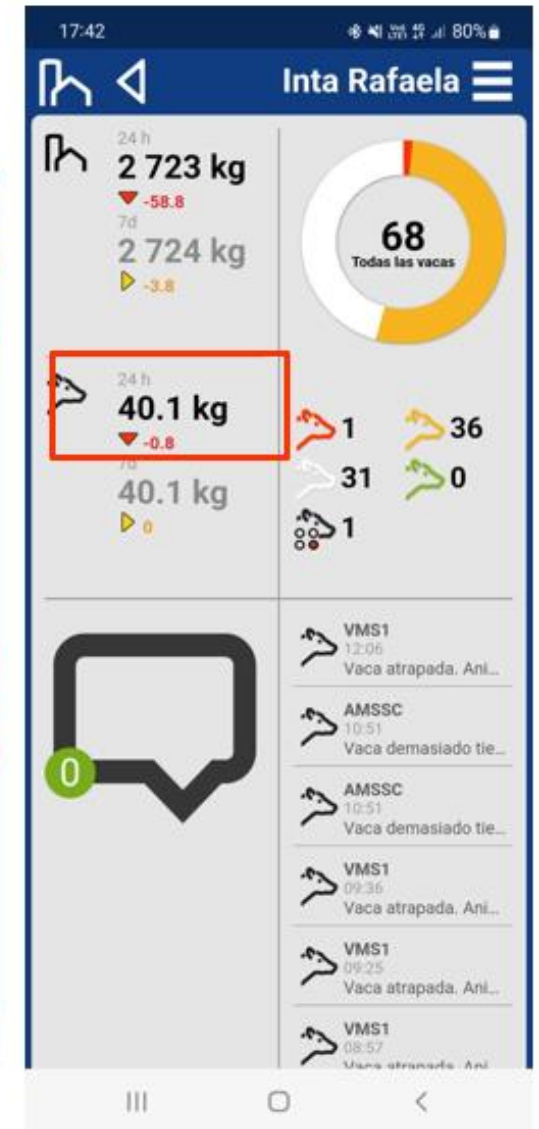 17:42
80%
Inta Rafaela
24 h
2 723 kg
-58.8
7d
2 724 kg
-3.8
68
Todas las vacas
24 h
40.1 kg
-0.8
7d
40.1 kg
0
1
36
31
0
1
0
VMS1
12:06
Vaca atrapada. Ani...
AMSSC
10:51
Vaca demasiado tie...
AMSSC
10:51
Vaca demasiado tie...
VMS1
09:36
Vaca atrapada. Ani...
VMS1
09:25
Vaca atrapada. Ani...
VMS1
08:57
Vaca atrapada. Ani...